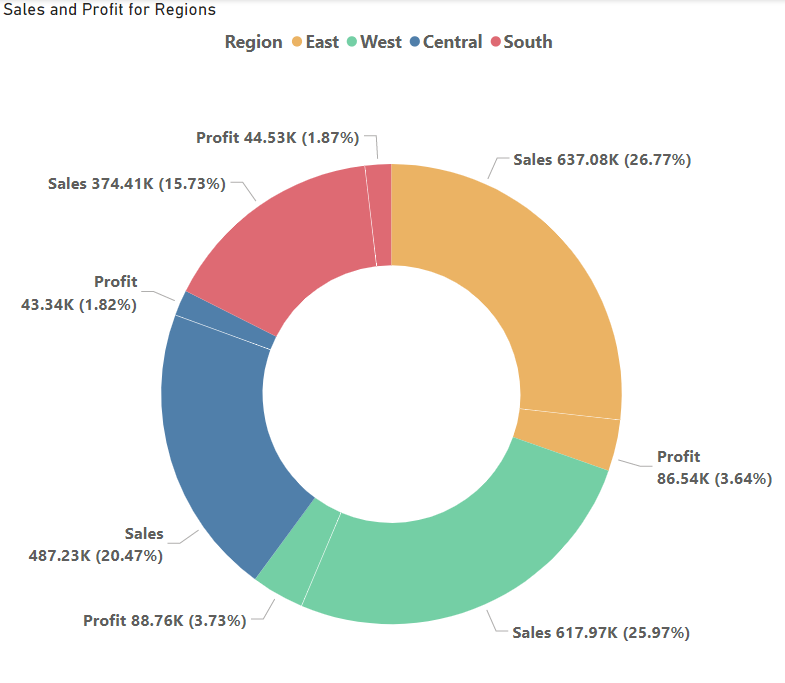 Sales and Profit for Regions
Region East West Central South
Profit 44.53K (1.87%)
Sales 637.08K (26.77%)
Sales 374.41K (15.73%)
Profit
43.34K (1.82%)
Profit
86.54K (3.64%)
Sales
487.23K (20.47%)
Profit 88.76K (3.73%)
Sales 617.97K (25.97%)